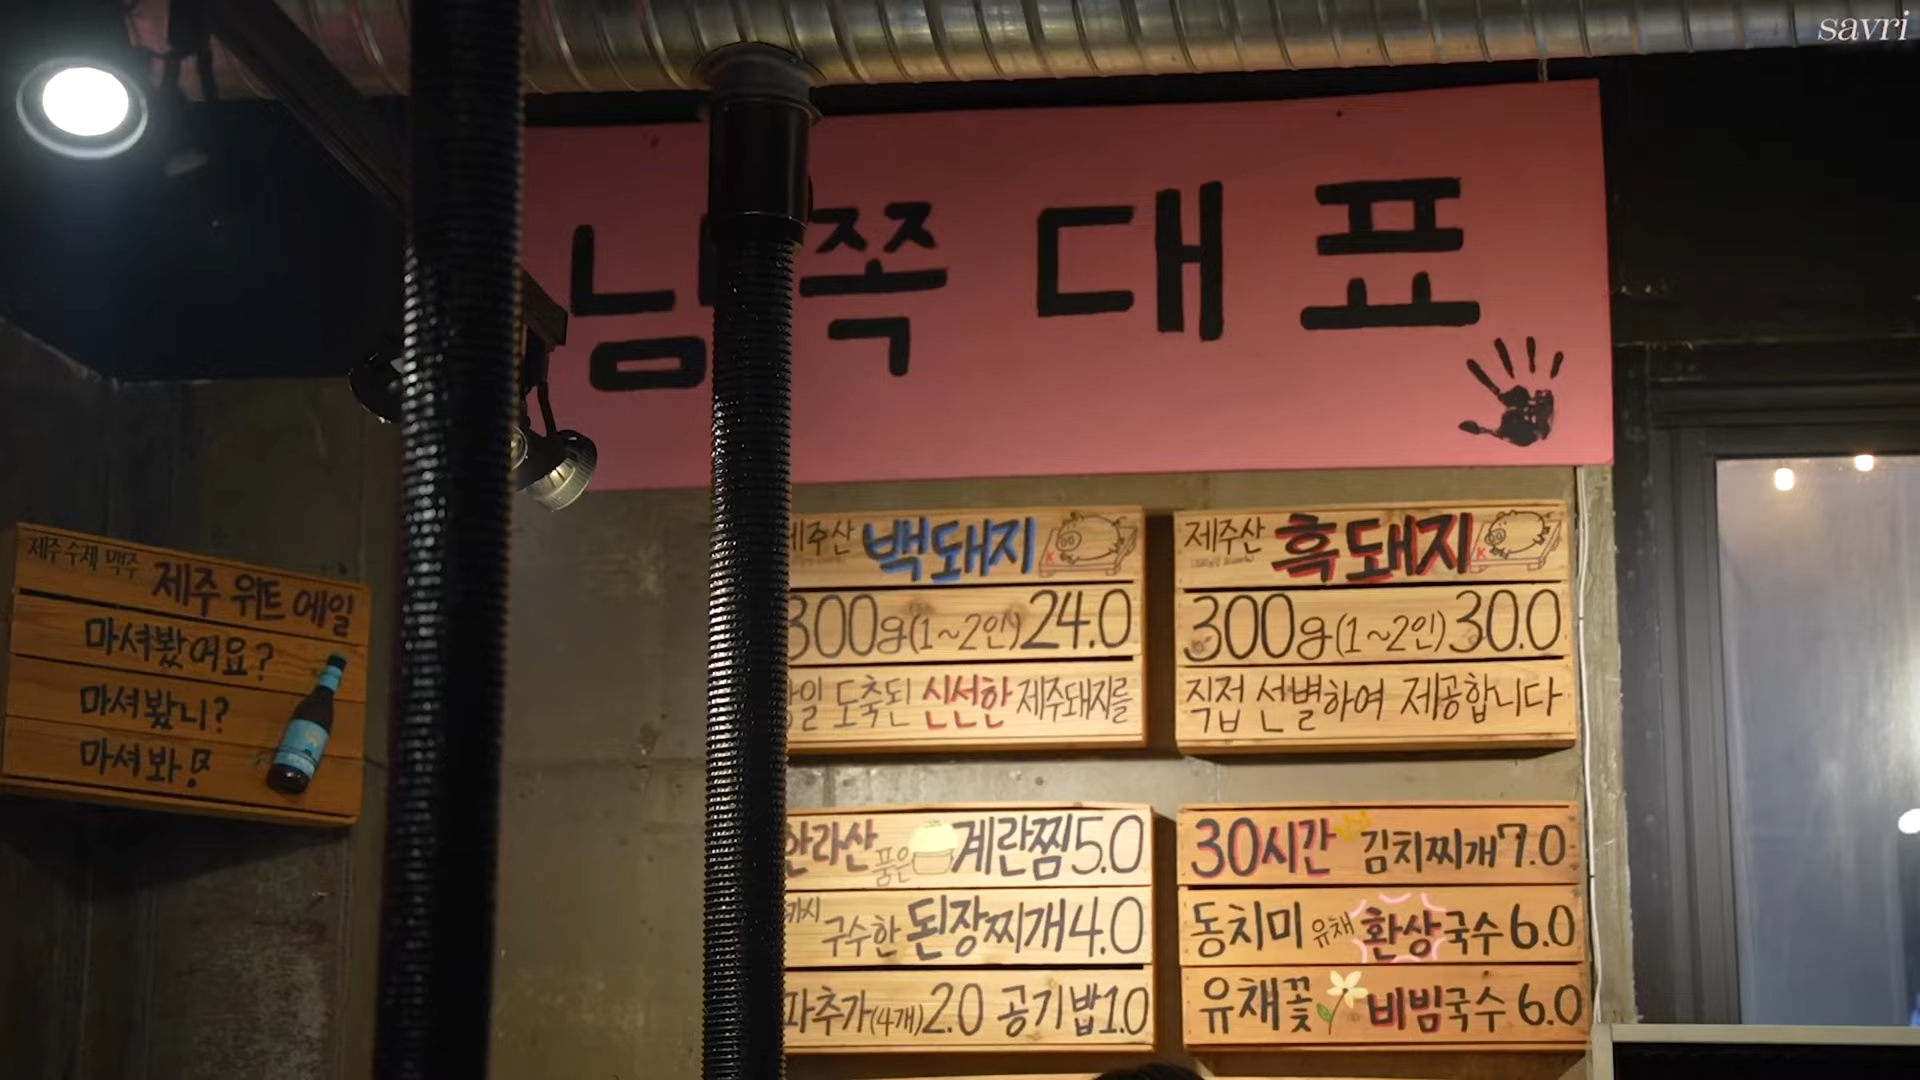 savri
남쪽 대표
제주 수제 맥주 제주 위트 에일
마셔봤어요?
마셔봤니?
마셔봐!
제주산 백돼지
300g(1~2인) 24.0
도축된 신선한 제주돼지를
제주산 흑돼지
300g(1~2인) 30.0
직접 선별하여 제공합니다
한라산 품은 계란찜 5.0
구수한 된장찌개 4.0
추가(4개) 2.0 공기밥 1.0
30시간 김치찌개 7.0
동치미 유채 환상국수 6.0
유채꽃 비빔국수 6.0